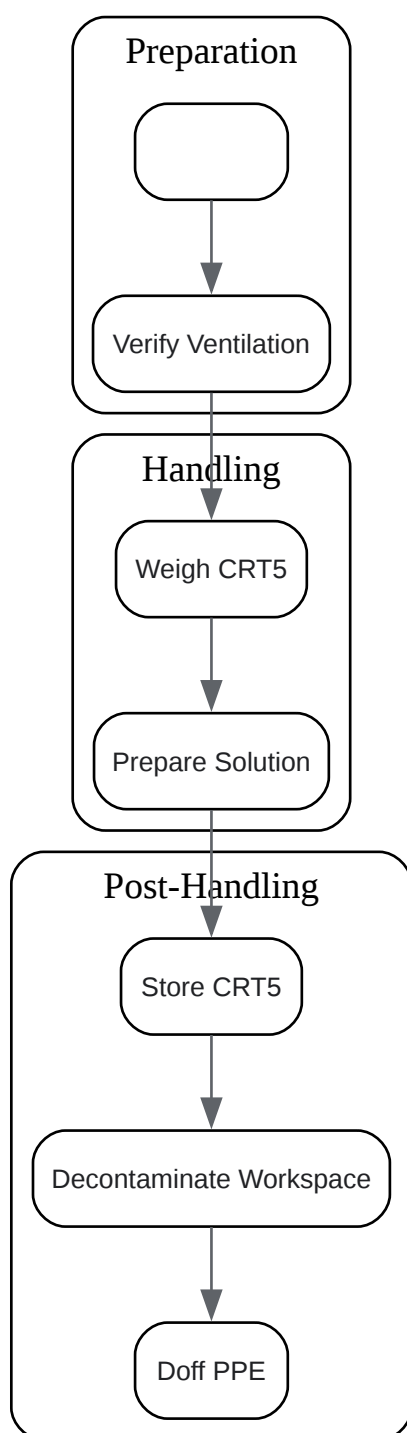 Preparation
Verify Ventilation
Handling
Weigh CRT5
Prepare Solution
Post-Handling
Store CRT5
Decontaminate Workspace
Doff PPE